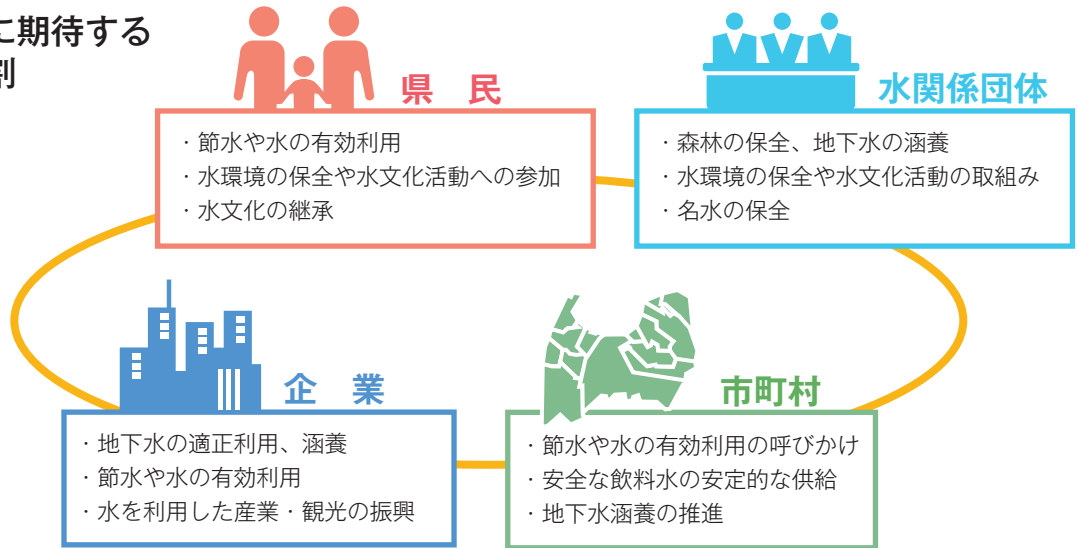 に期待する
割
県 民
・節水や水の有効利用
・水環境の保全や水文化活動への参加
・水文化の継承
水関係団体
・森林の保全、地下水の涵養
・水環境の保全や水文化活動の取組み
・名水の保全
企 業
・地下水の適正利用、涵養
・節水や水の有効利用
・水を利用した産業・観光の振興
市町村
・節水や水の有効利用の呼びかけ
・安全な飲料水の安定的な供給
・地下水涵養の推進